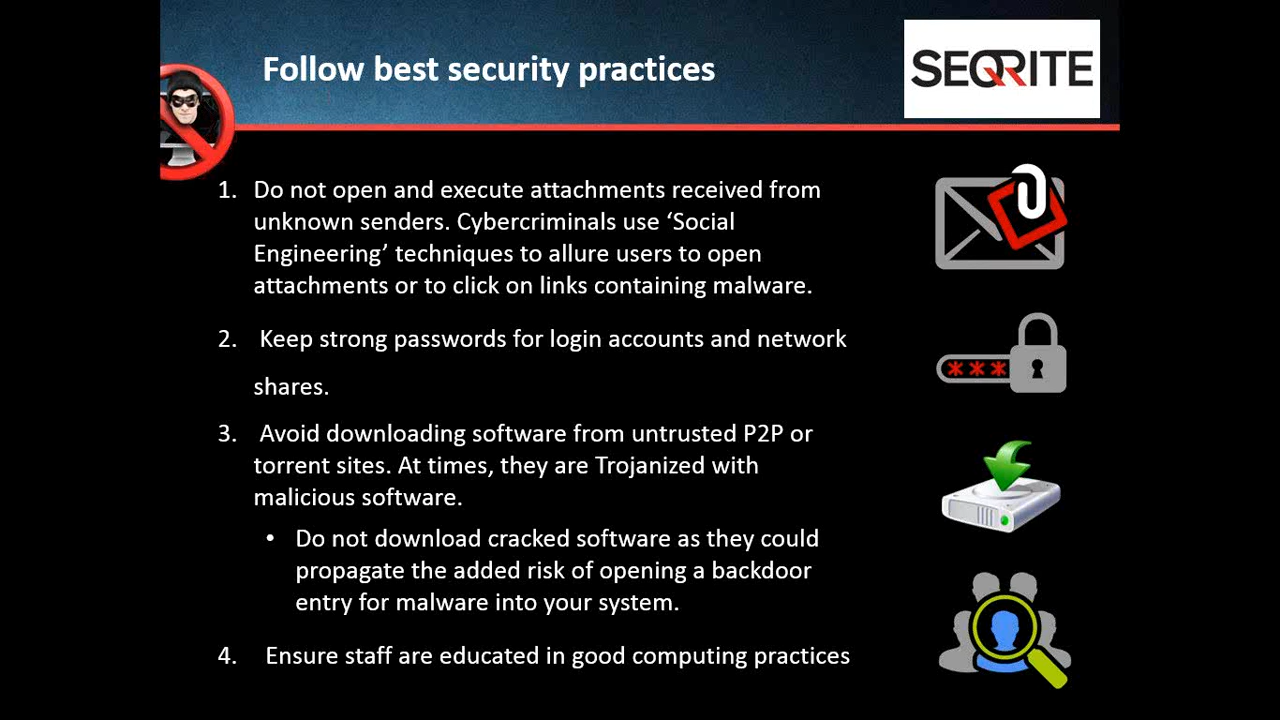 Follow best security practices
SEQRITE
1. Do not open and execute attachments received from
unknown senders. Cybercriminals use ‘Social
Engineering’ techniques to allure users to open
attachments or to click on links containing malware.
2. Keep strong passwords for login accounts and network
shares.
***
3. Avoid downloading software from untrusted P2P or
torrent sites. At times, they are Trojanized with
malicious software.
• Do not download cracked software as they could
propagate the added risk of opening a backdoor
entry for malware into your system.
4. Ensure staff are educated in good computing practices